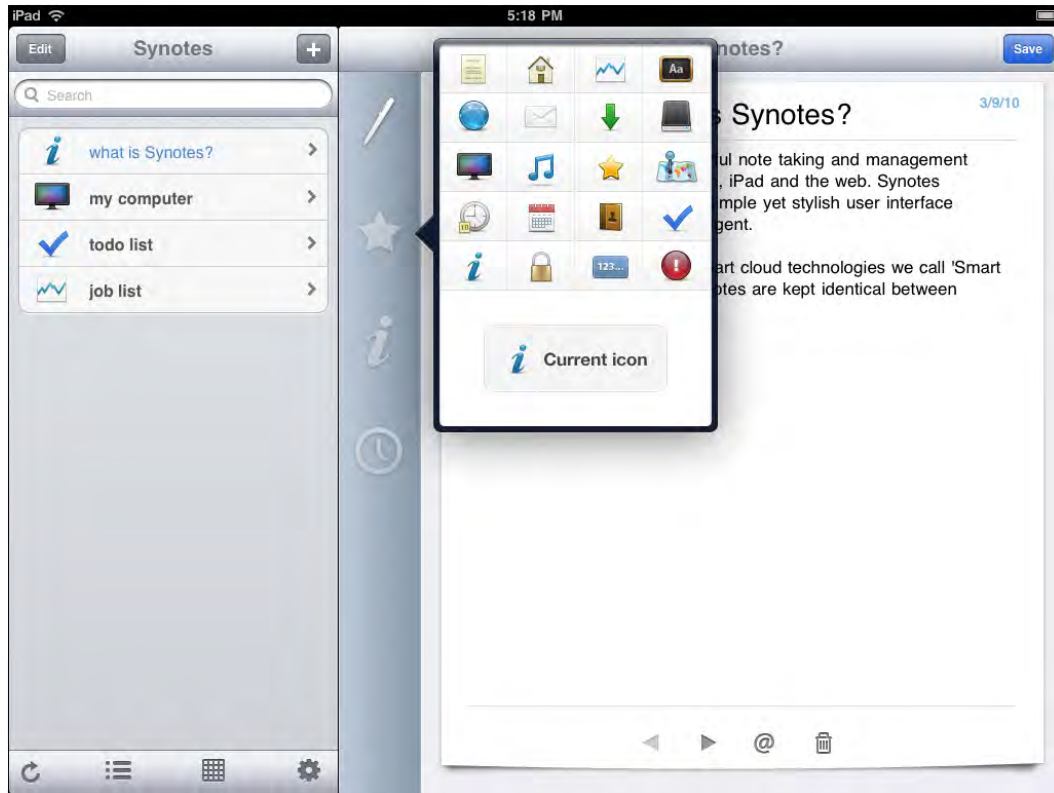 iPad
5:18 PM
Edit
Synotes
+
notes?
Save
Search
what is Synotes?
my computer
todo list
job list
Aa
18
123...
i Current icon
Synotes?
3/9/10
ful note taking and management
, iPad and the web. Synotes
mple yet stylish user interface
gent.
art cloud technologies we call 'Smart
otes are kept identical between
@